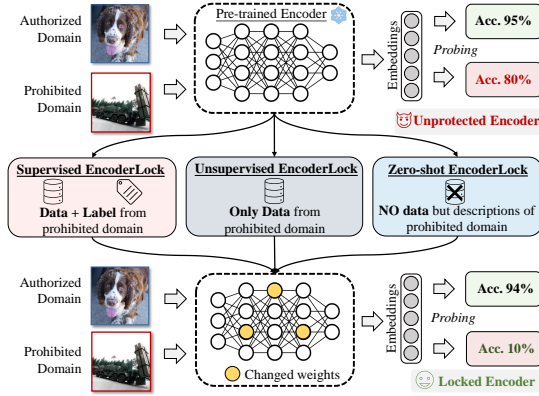 Authorized
Domain
Pre-trained Encoder
Embeddings
Acc. 95%
Probing
Prohibited
Domain
Acc. 80%
Unprotected Encoder
Supervised EncoderLock
Data + Label from
prohibited domain
Unsupervised EncoderLock
Only Data from
prohibited domain
Zero-shot EncoderLock
NO data but descriptions of
prohibited domain
Authorized
Domain
Embeddings
Acc. 94%
Probing
Prohibited
Domain
Acc. 10%
Changed weights
Locked Encoder